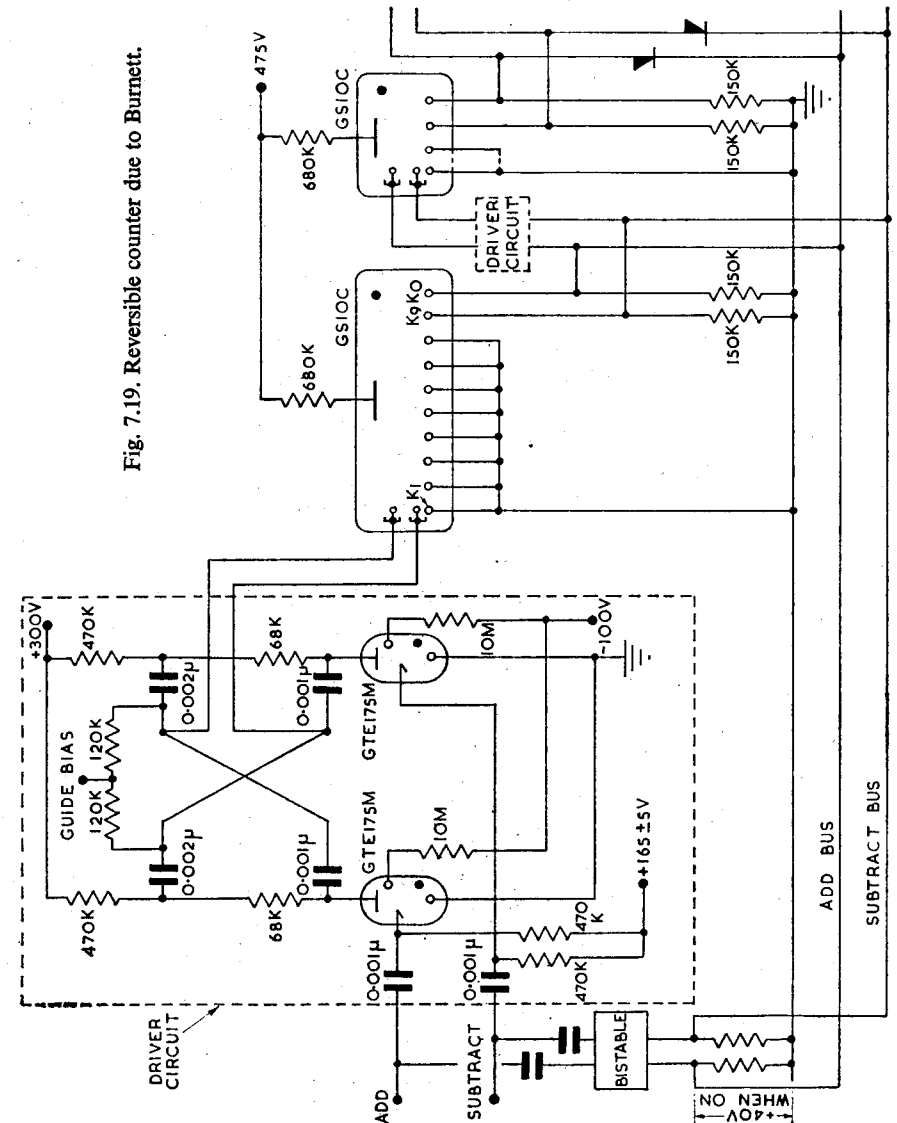 Fig. 7.19. Reversible counter due to Burnett.
475V
680K
680K
GS10C
GS10C
K1
K9
K0
DRIVER
CIRCUIT
150K
150K
150K
150K
+300V
470K
470K
GUIDE BIAS
120K
120K
0·002μ
0·002μ
68K
68K
0·001μ
0·001μ
GTE175M
GTE175M
10M
10M
-100V
+165±5V
470
K
470K
0·001μ
0·001μ
DRIVER
CIRCUIT
ADD
SUBTRACT
BISTABLE
+40V
WHEN ON
ADD BUS
SUBTRACT BUS